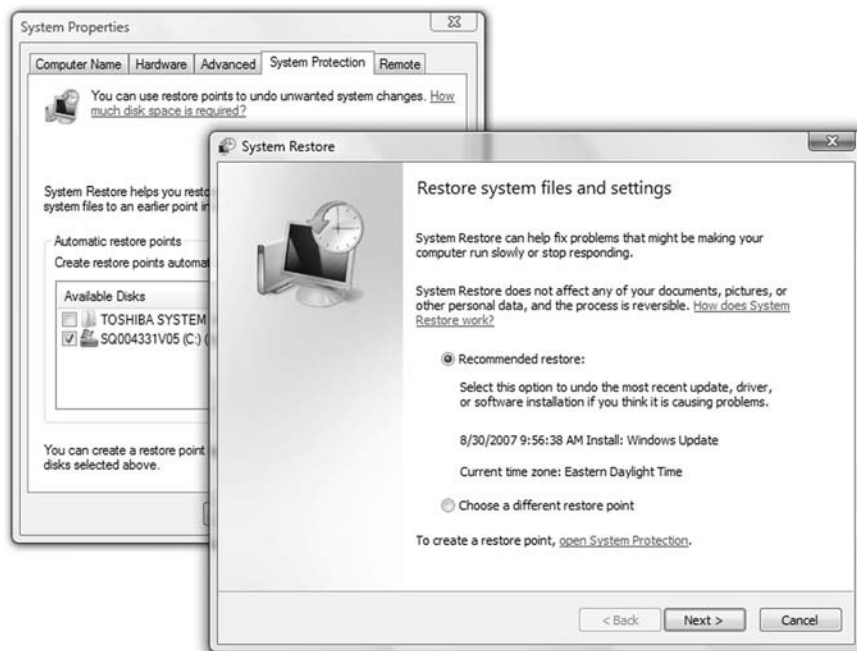 System Properties
Computer Name Hardware Advanced System Protection Remote
You can use restore points to undo unwanted system changes. How
much disk space is required?
System Restore helps you resto
system files to an earlier point in
Automatic restore points
Create restore points automat
Available Disks
TOSHIBA SYSTEM
SQ004331V05 (C:) (
You can create a restore point
disks selected above.
System Restore
Restore system files and settings
System Restore can help fix problems that might be making your
computer run slowly or stop responding.
System Restore does not affect any of your documents, pictures, or
other personal data, and the process is reversible. How does System
Restore work?
Recommended restore:
Select this option to undo the most recent update, driver,
or software installation if you think it is causing problems.
8/30/2007 9:56:38 AM Install: Windows Update
Current time zone: Eastern Daylight Time
Choose a different restore point
To create a restore point, open System Protection.
< Back Next > Cancel